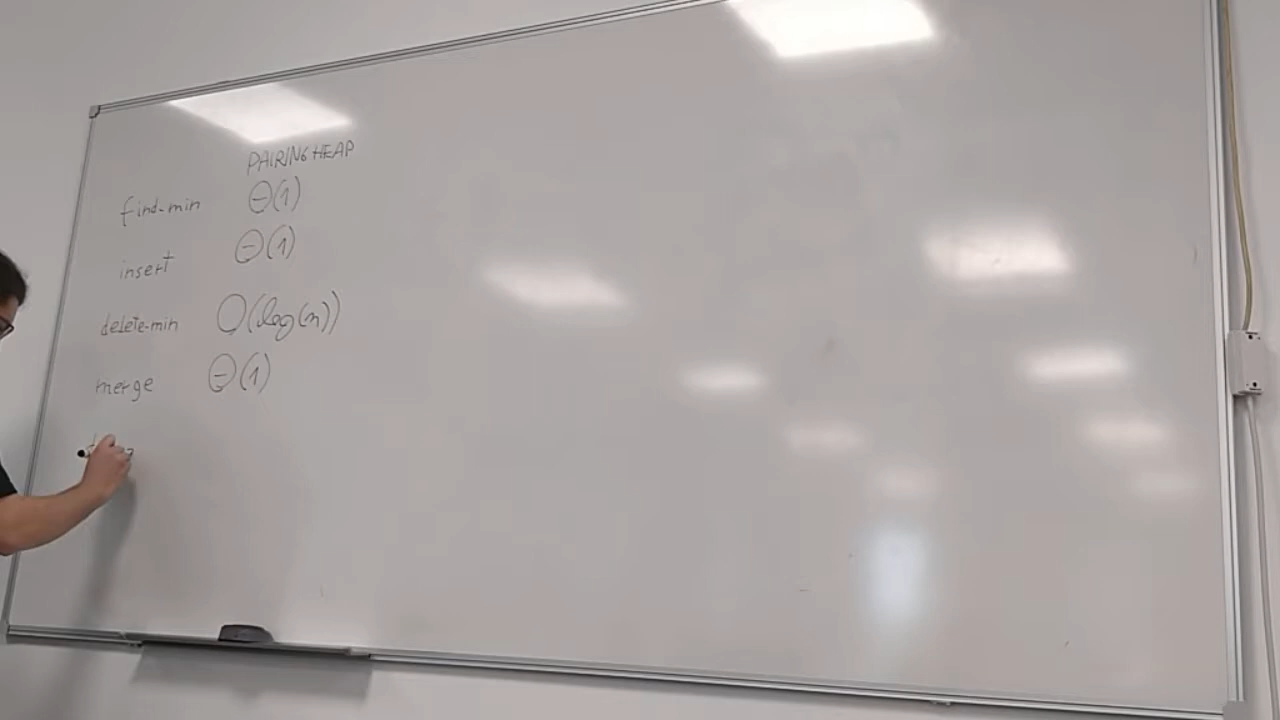 PAIRING HEAP
find-min Θ(1)
insert Θ(1)
delete-min O(log(n))
merge Θ(1)